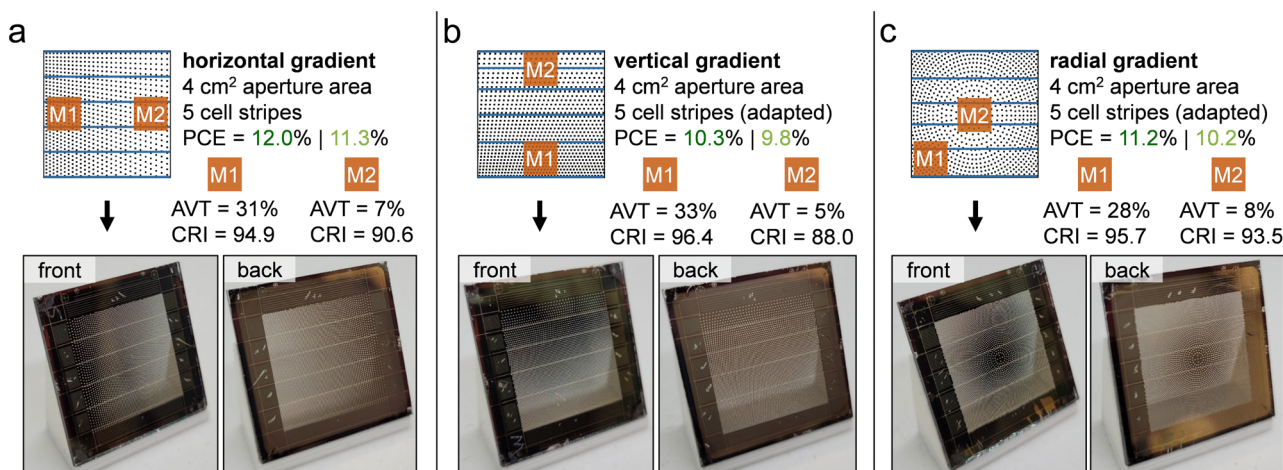 a
M1
M2
horizontal gradient
4 cm² aperture area
5 cell stripes
PCE = 12.0% | 11.3%
M1
M2
AVT = 31%
AVT = 7%
CRI = 94.9
CRI = 90.6
front
back
b
M2
M1
vertical gradient
4 cm² aperture area
5 cell stripes (adapted)
PCE = 10.3% | 9.8%
M1
M2
AVT = 33%
AVT = 5%
CRI = 96.4
CRI = 88.0
front
back
c
M2
M1
radial gradient
4 cm² aperture area
5 cell stripes (adapted)
PCE = 11.2% | 10.2%
M1
M2
AVT = 28%
AVT = 8%
CRI = 95.7
CRI = 93.5
front
back